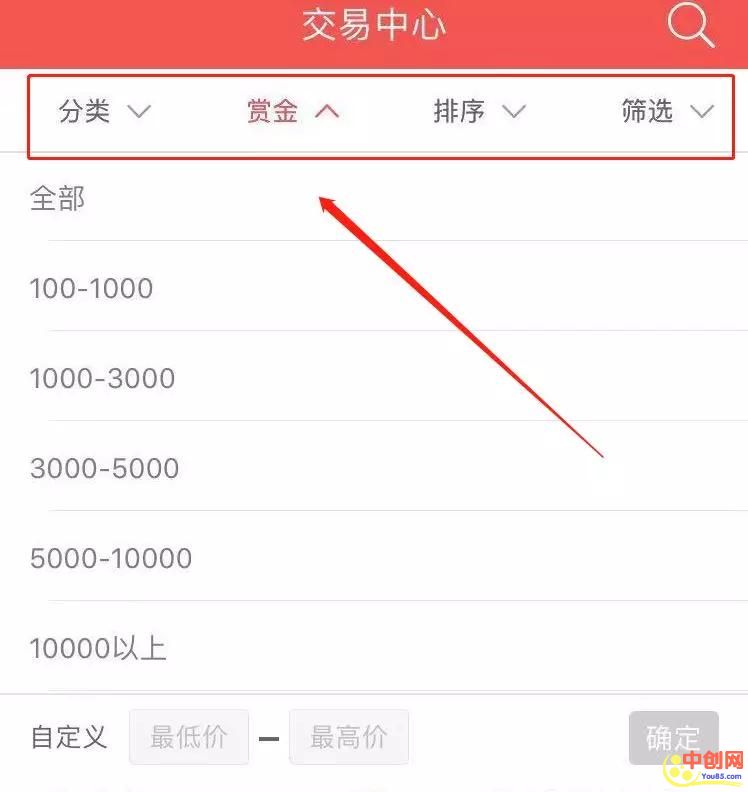 交易中心
分类 赏金 排序 筛选
全部
100-1000
1000-3000
3000-5000
5000-10000
10000以上
自定义 最低价 最高价 确定
中创网
You85.com